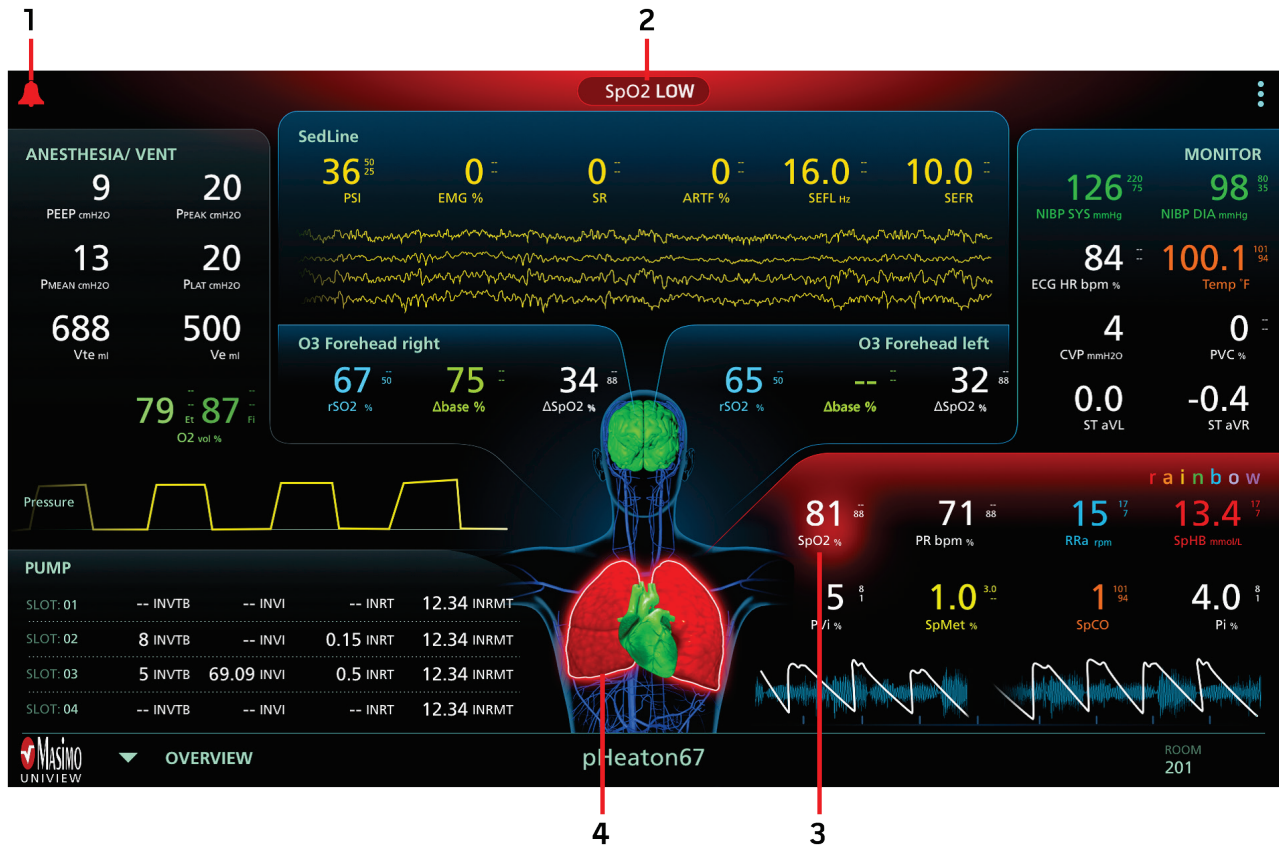 1 2
SpO2 LOW
ANESTHESIA/ VENT
9 20
PEEP cmH2O PPEAK cmH2O
13 20
PMEAN cmH2O PLAT cmH2O
688 500
Vte ml Ve ml
79 -- -- Et 87 -- -- Fi
O2 vol %
Pressure
SedLine
36 50 25 0 -- -- 0 -- -- 0 -- -- 16.0 -- -- 10.0 -- --
PSI EMG % SR ARTF % SEFL Hz SEFR
O3 Forehead right
67 -- 50 75 -- -- 34 -- 88
rSO2 % Δbase % ΔSpO2 %
O3 Forehead left
65 -- 50 -- -- -- 32 -- 88
rSO2 % Δbase % ΔSpO2 %
MONITOR
126 220 75 98 80 35
NIBP SYS mmHg NIBP DIA mmHg
84 -- -- 100.1 101 94
ECG HR bpm % Temp °F
4 0 -- --
CVP mmH2O PVC %
0.0 -0.4
ST aVL ST aVR
rainbow
81 -- 88 71 -- 88 15 17 7 13.4 17 7
SpO2 % PR bpm % RRa rpm SpHB mmol/L
5 8 1 1.0 3.0 -- 1 101 94 4.0 8 1
PVi % SpMet % SpCO Pi %
PUMP
SLOT: 01 -- INVTB -- INVI -- INRT 12.34 INRMT
SLOT: 02 8 INVTB -- INVI 0.15 INRT 12.34 INRMT
SLOT: 03 5 INVTB 69.09 INVI 0.5 INRT 12.34 INRMT
SLOT: 04 -- INVTB -- INVI -- INRT 12.34 INRMT
Masimo
UNIVIEW
OVERVIEW
pHeaton67
ROOM
201
4 3